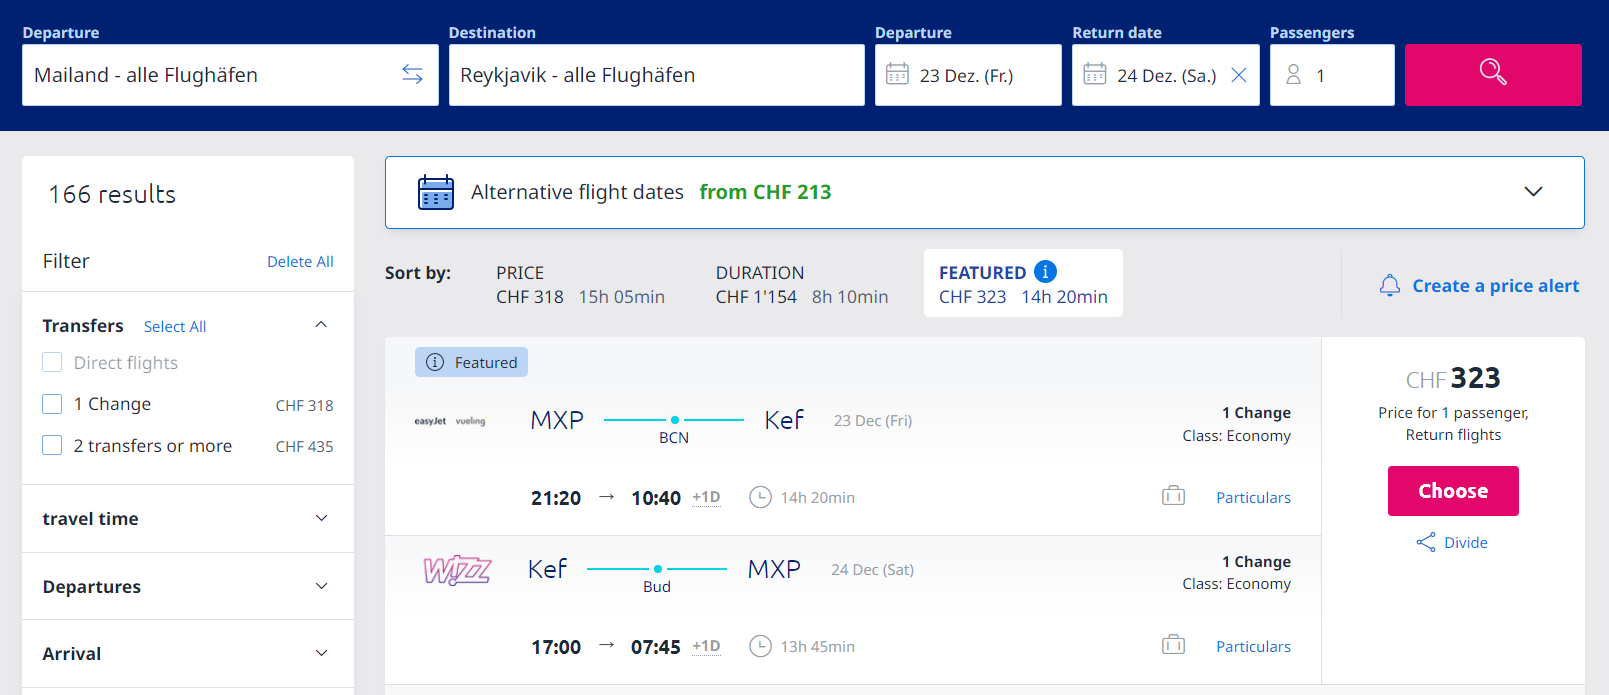 Departure
Destination
Departure
Return date
Passengers
Mailand - alle Flughäfen
Reykjavik - alle Flughäfen
23 Dez. (Fr.)
24 Dez. (Sa.)
1
166 results
Filter
Delete All
Transfers
Select All
Direct flights
1 Change
CHF 318
2 transfers or more
CHF 435
travel time
Departures
Arrival
Alternative flight dates from CHF 213
Sort by:
PRICE
CHF 318 15h 05min
DURATION
CHF 1'154 8h 10min
FEATURED
CHF 323 14h 20min
Create a price alert
Featured
easyJet vueling
MXP
BCN
Kef
23 Dec (Fri)
1 Change
Class: Economy
21:20 → 10:40 +1D
14h 20min
Particulars
WIZZ
Kef
Bud
MXP
24 Dec (Sat)
1 Change
Class: Economy
17:00 → 07:45 +1D
13h 45min
Particulars
CHF 323
Price for 1 passenger,
Return flights
Choose
Divide